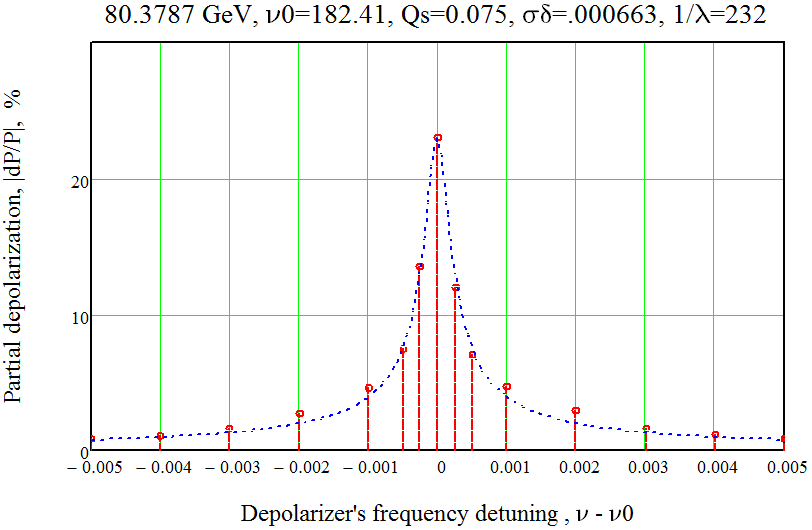 80.3787 GeV, ν0=182.41, Qs=0.075, σδ=.000663, 1/λ=232
Partial depolarization, |dP/P|, %
20
10
0
− 0.005 − 0.004 − 0.003 − 0.002 − 0.001 0 0.001 0.002 0.003 0.004 0.005
Depolarizer's frequency detuning , ν - ν0